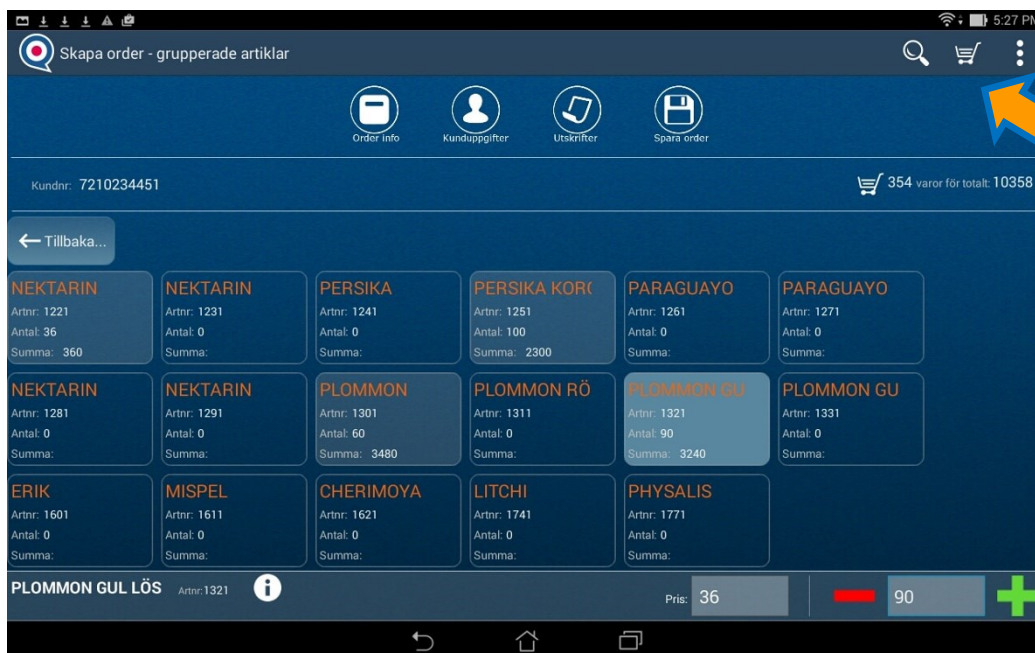 5:27 PM
Skapa order - grupperade artiklar
Order info Kunduppgifter Utskrifter Spara order
Kundnr: 7210234451 354 varor för totalt: 10358
Tillbaka...
NEKTARIN NEKTARIN PERSIKA PERSIKA KOR PARAGUAYO PARAGUAYO
Artnr: 1221 Artnr: 1231 Artnr: 1241 Artnr: 1251 Artnr: 1261 Artnr: 1271
Antal: 36 Antal: 0 Antal: 0 Antal: 100 Antal: 0 Antal: 0
Summa: 360 Summa: Summa: Summa: 2300 Summa: Summa:
NEKTARIN NEKTARIN PLOMMON PLOMMON RÖ PLOMMON GU PLOMMON GU
Artnr: 1281 Artnr: 1291 Artnr: 1301 Artnr: 1311 Artnr: 1321 Artnr: 1331
Antal: 0 Antal: 0 Antal: 60 Antal: 0 Antal: 90 Antal: 0
Summa: Summa: Summa: 3480 Summa: Summa: 3240 Summa:
ERIK MISPEL CHERIMOYA LITCHI PHYSALIS
Artnr: 1601 Artnr: 1611 Artnr: 1621 Artnr: 1741 Artnr: 1771
Antal: 0 Antal: 0 Antal: 0 Antal: 0 Antal: 0
Summa: Summa: Summa: Summa: Summa:
PLOMMON GUL LÖS Artnr:1321 Pris: 36 90